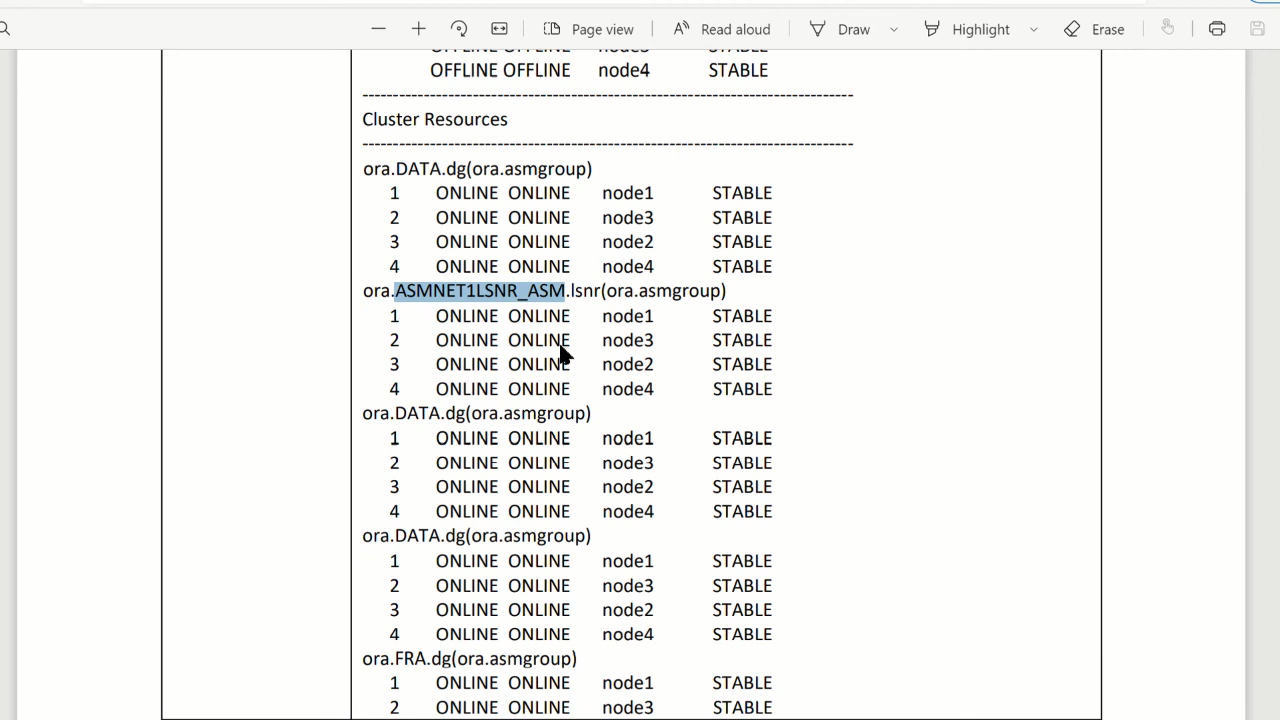 Page view
Read aloud
Draw
Highlight
Erase
OFFLINE OFFLINE node3
OFFLINE OFFLINE node4 STABLE
--------------------------------------------------------------------------------
Cluster Resources
--------------------------------------------------------------------------------
ora.DATA.dg(ora.asmgroup)
1 ONLINE ONLINE node1 STABLE
2 ONLINE ONLINE node3 STABLE
3 ONLINE ONLINE node2 STABLE
4 ONLINE ONLINE node4 STABLE
ora.ASMNET1LSNR_ASM.lsnr(ora.asmgroup)
1 ONLINE ONLINE node1 STABLE
2 ONLINE ONLINE node3 STABLE
3 ONLINE ONLINE node2 STABLE
4 ONLINE ONLINE node4 STABLE
ora.DATA.dg(ora.asmgroup)
1 ONLINE ONLINE node1 STABLE
2 ONLINE ONLINE node3 STABLE
3 ONLINE ONLINE node2 STABLE
4 ONLINE ONLINE node4 STABLE
ora.DATA.dg(ora.asmgroup)
1 ONLINE ONLINE node1 STABLE
2 ONLINE ONLINE node3 STABLE
3 ONLINE ONLINE node2 STABLE
4 ONLINE ONLINE node4 STABLE
ora.FRA.dg(ora.asmgroup)
1 ONLINE ONLINE node1 STABLE
2 ONLINE ONLINE node3 STABLE